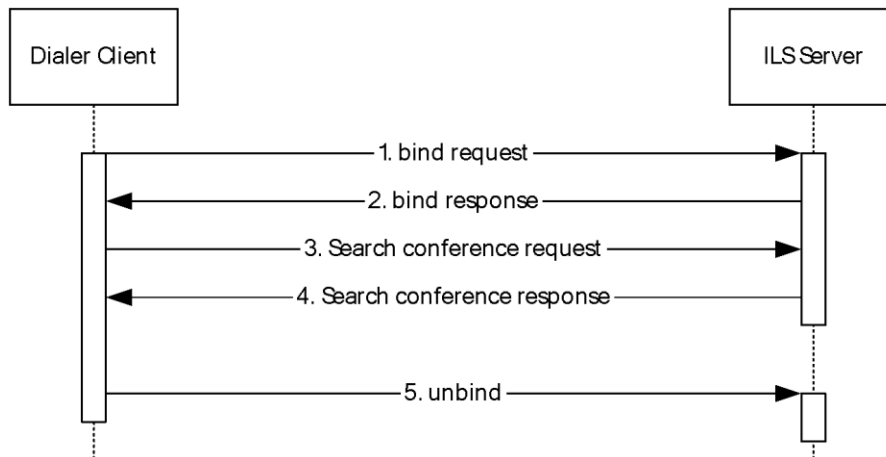 Dialer Client
ILS Server
1. bind request
2. bind response
3. Search conference request
4. Search conference response
5. unbind